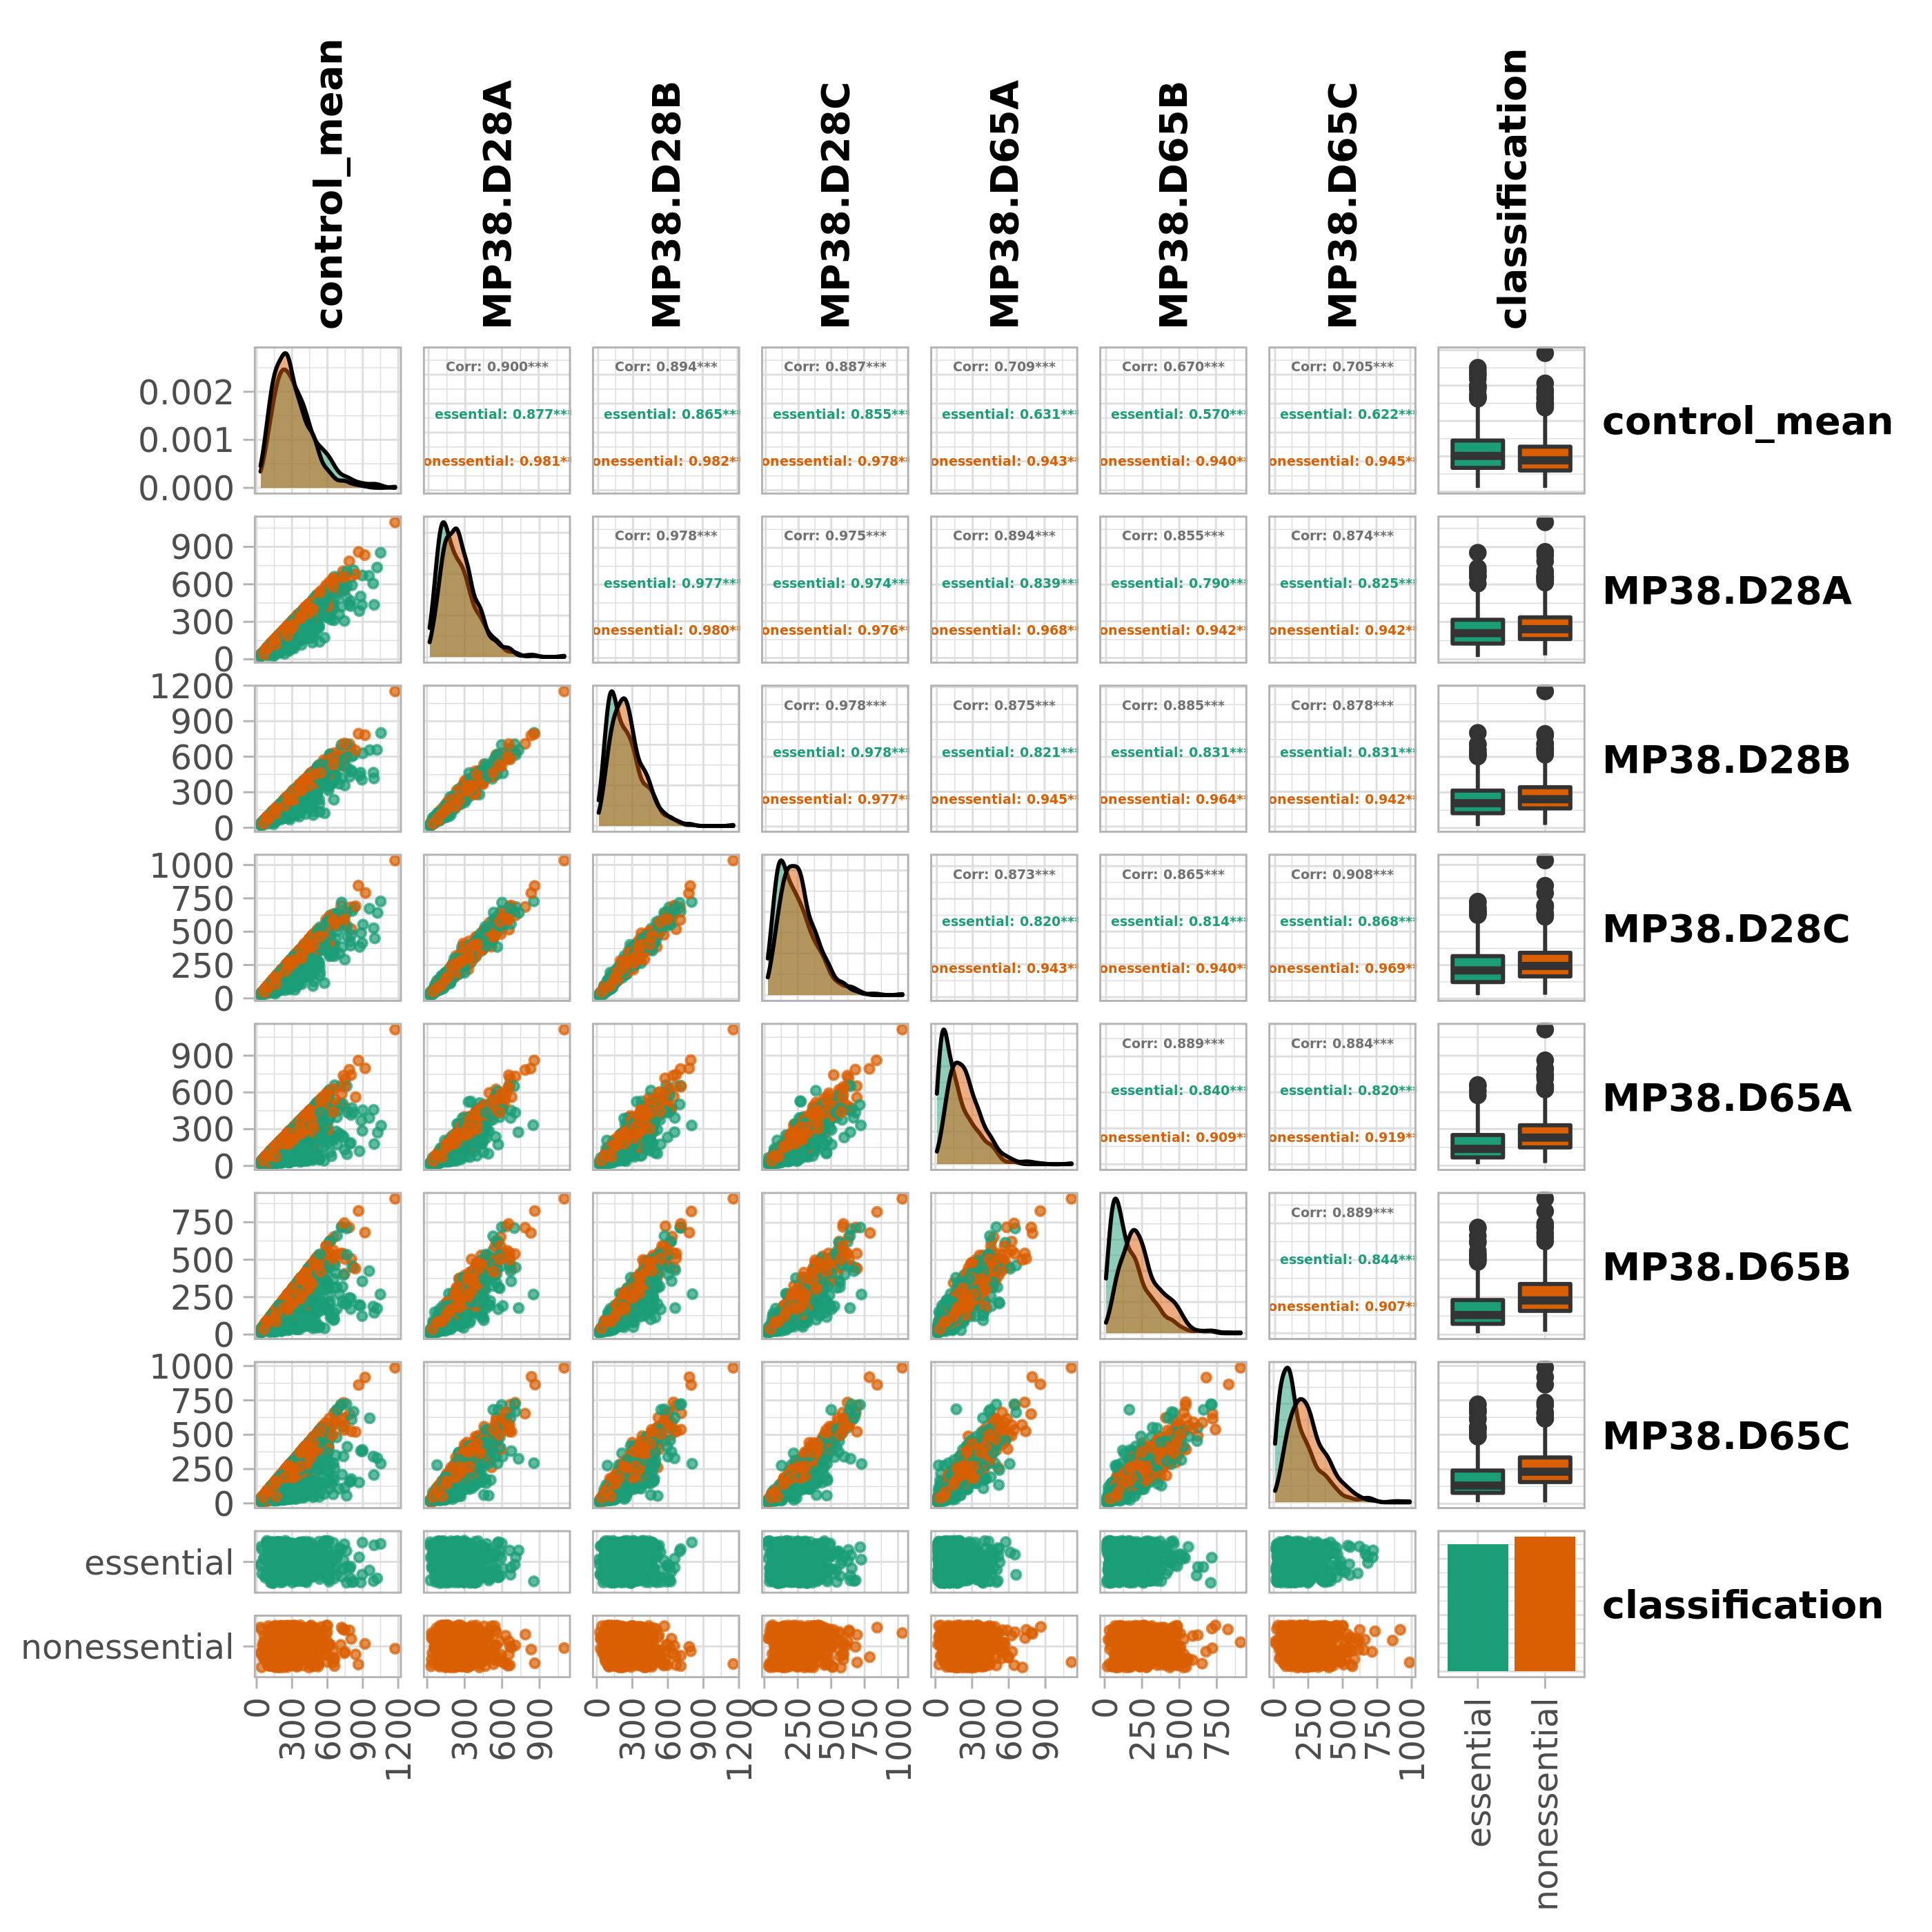 control_mean
MP38.D28A
MP38.D28B
MP38.D28C
MP38.D65A
MP38.D65B
MP38.D65C
classification
0.002
0.001
0.000
Corr: 0.900***
essential: 0.877***
onessential: 0.981**
Corr: 0.894***
essential: 0.865***
onessential: 0.982**
Corr: 0.887***
essential: 0.855***
onessential: 0.978**
Corr: 0.709***
essential: 0.631***
onessential: 0.943**
Corr: 0.670***
essential: 0.570***
onessential: 0.940**
Corr: 0.705***
essential: 0.622***
onessential: 0.945**
control_mean
900
600
300
0
Corr: 0.978***
essential: 0.977***
onessential: 0.980**
Corr: 0.975***
essential: 0.974***
onessential: 0.976**
Corr: 0.894***
essential: 0.839***
onessential: 0.968**
Corr: 0.855***
essential: 0.790***
onessential: 0.942**
Corr: 0.874***
essential: 0.825***
onessential: 0.942**
MP38.D28A
1200
900
600
300
0
Corr: 0.978***
essential: 0.978***
onessential: 0.977**
Corr: 0.875***
essential: 0.821***
onessential: 0.945**
Corr: 0.885***
essential: 0.831***
onessential: 0.964**
Corr: 0.878***
essential: 0.831***
onessential: 0.942**
MP38.D28B
1000
750
500
250
0
Corr: 0.873***
essential: 0.820***
onessential: 0.943**
Corr: 0.865***
essential: 0.814***
onessential: 0.940**
Corr: 0.908***
essential: 0.868***
onessential: 0.969**
MP38.D28C
900
600
300
0
Corr: 0.889***
essential: 0.840***
onessential: 0.909**
Corr: 0.884***
essential: 0.820***
onessential: 0.919**
MP38.D65A
750
500
250
0
Corr: 0.889***
essential: 0.844***
onessential: 0.907**
MP38.D65B
1000
750
500
250
0
MP38.D65C
essential
nonessential
classification
0
300
600
900
1200
0
300
600
900
0
300
600
900
1200
0
250
500
750
1000
0
300
600
900
0
250
500
750
0
250
500
750
1000
essential
nonessential